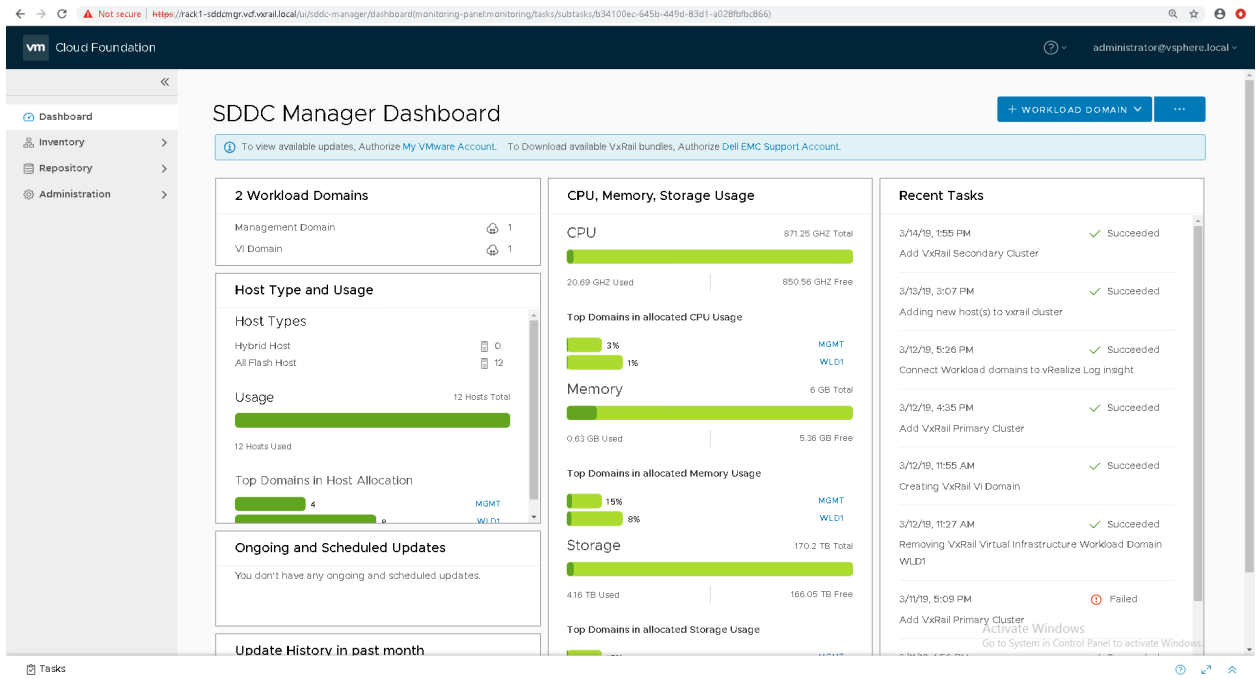 Not secure | https://rack1-sddcmgr.vcf.vxrail.local/ui/sddc-manager/dashboard(monitoring-panel:monitoring/tasks/subtasks/b34100ec-645b-449d-83d1-a028fbfbc866)
vm Cloud Foundation
administrator@vsphere.local
Dashboard
Inventory
Repository
Administration
SDDC Manager Dashboard
+ WORKLOAD DOMAIN
...
To view available updates, Authorize My VMware Account. To Download available VxRail bundles, Authorize Dell EMC Support Account.
2 Workload Domains
Management Domain 1
VI Domain 1
Host Type and Usage
Host Types
Hybrid Host 0
All Flash Host 12
Usage 12 Hosts Total
12 Hosts Used
Top Domains in Host Allocation
4 MGMT
8 WLD1
Ongoing and Scheduled Updates
You don't have any ongoing and scheduled updates.
Update History in past month
CPU, Memory, Storage Usage
CPU 871.25 GHZ Total
20.69 GHZ Used 850.56 GHZ Free
Top Domains in allocated CPU Usage
3% MGMT
1% WLD1
Memory 6 GB Total
0.63 GB Used 5.36 GB Free
Top Domains in allocated Memory Usage
15% MGMT
8% WLD1
Storage 170.2 TB Total
4.16 TB Used 166.05 TB Free
Top Domains in allocated Storage Usage
MGMT
Recent Tasks
3/14/19, 1:55 PM Succeeded
Add VxRail Secondary Cluster
3/13/19, 3:07 PM Succeeded
Adding new host(s) to vxrail cluster
3/12/19, 5:26 PM Succeeded
Connect Workload domains to vRealize Log insight
3/12/19, 4:35 PM Succeeded
Add VxRail Primary Cluster
3/12/19, 11:55 AM Succeeded
Creating VxRail Vi Domain
3/12/19, 11:27 AM Succeeded
Removing VxRail Virtual Infrastructure Workload Domain
WLD1
3/11/19, 5:09 PM Failed
Add VxRail Primary Cluster
Activate Windows
Go to System in Control Panel to activate Windows.
Tasks